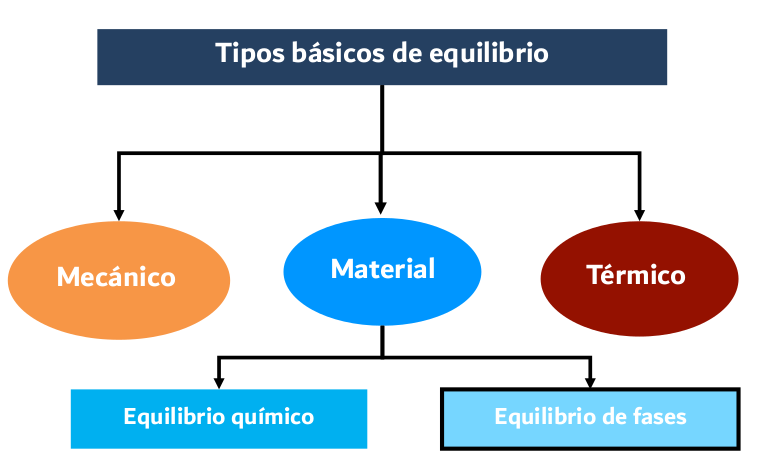 Tipos básicos de equilibrio
Mecánico
Material
Térmico
Equilibrio químico
Equilibrio de fases